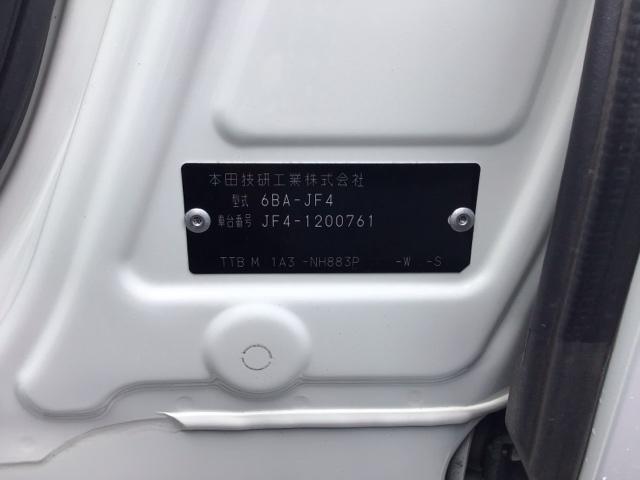 本田技研工業株式会社
型式 6BA-JF4
車台番号 JF4-1200761
TTB M 1A3 -NH883P -W -S